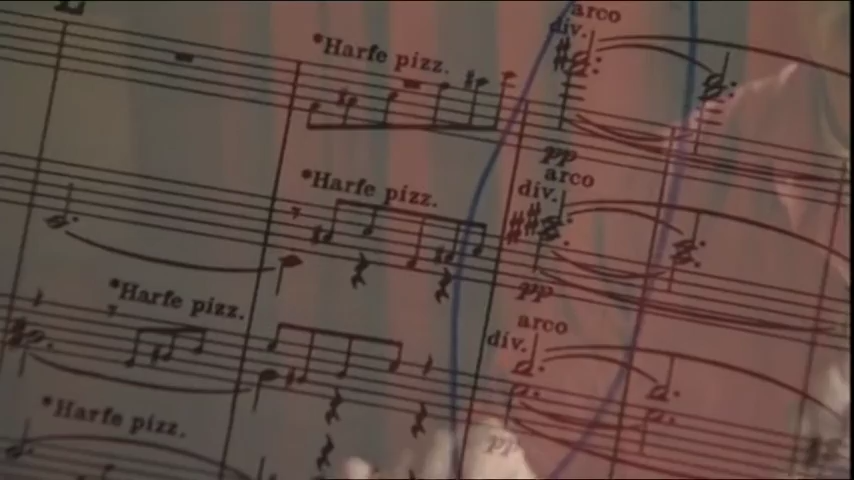 *Harfe pizz.
arco
div.
pp
*Harfe pizz.
arco
div.
pp
*Harfe pizz.
arco
div.
pp
*Harfe pizz.